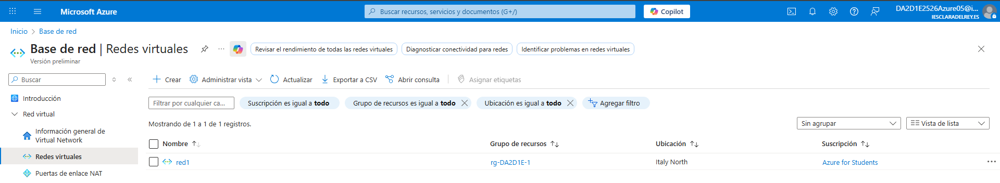 Microsoft Azure
Buscar recursos, servicios y documentos (G+/)
Copilot
DA2D1E2526Azure05@i...
IESCLARADELREY.ES
Inicio > Base de red
Base de red | Redes virtuales
...
Revisar el rendimiento de todas las redes virtuales
Diagnosticar conectividad para redes
Identificar problemas en redes virtuales
Versión preliminar
Buscar
Crear
Administrar vista
Actualizar
Exportar a CSV
Abrir consulta
Asignar etiquetas
Introducción
Red virtual
Información general de
Virtual Network
Redes virtuales
Puertas de enlace NAT
Filtrar por cualquier ca...
Suscripción es igual a todo
Grupo de recursos es igual a todo
Ubicación es igual a todo
Agregar filtro
Mostrando de 1 a 1 de 1 registros.
Sin agrupar
Vista de lista
Nombre
Grupo de recursos
Ubicación
Suscripción
red1
rg-DA2D1E-1
Italy North
Azure for Students
...